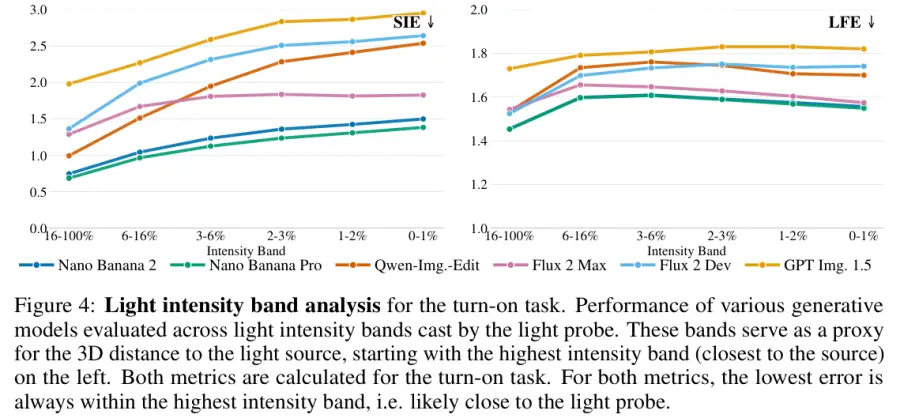 3.0
SIE ↓
2.5
2.0
1.5
1.0
0.5
0.0
16-100%
6-16%
3-6%
2-3%
1-2%
0-1%
Intensity Band
2.0
LFE ↓
1.8
1.6
1.4
1.2
1.0
16-100%
6-16%
3-6%
2-3%
1-2%
0-1%
Intensity Band
Nano Banana 2 Nano Banana Pro Qwen-Img.-Edit Flux 2 Max Flux 2 Dev GPT Img. 1.5
Figure 4: Light intensity band analysis for the turn-on task. Performance of various generative
models evaluated across light intensity bands cast by the light probe. These bands serve as a proxy
for the 3D distance to the light source, starting with the highest intensity band (closest to the source)
on the left. Both metrics are calculated for the turn-on task. For both metrics, the lowest error is
always within the highest intensity band, i.e. likely close to the light probe.